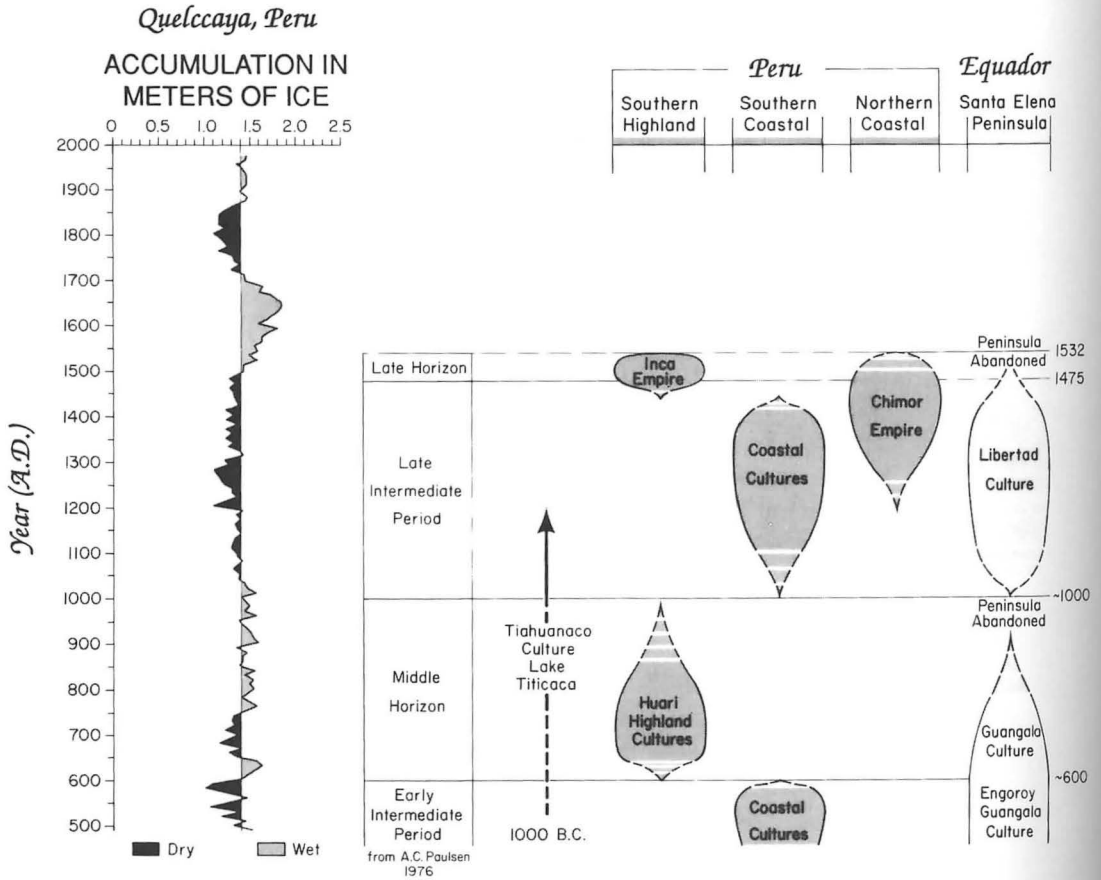 Quelccaya, Peru
ACCUMULATION IN
METERS OF ICE
0 0.5 1.0 1.5 2.0 2.5
Year (A.D.)
2000
1900
1800
1700
1600
1500
1400
1300
1200
1100
1000
900
800
700
600
500
Dry
Wet
Peru
Equador
Southern
Highland
Southern
Coastal
Northern
Coastal
Santa Elena
Peninsula
Late Horizon
Late
Intermediate
Period
Middle
Horizon
Early
Intermediate
Period
from A.C. Paulsen
1976
Tiahuanaco
Culture
Lake
Titicaca
1000 B.C.
Inca
Empire
Huari
Highland
Cultures
Coastal
Cultures
Coastal
Cultures
Chimor
Empire
Peninsula
Abandoned
Libertad
Culture
Peninsula
Abandoned
Guangala
Culture
Engoroy
Guangala
Culture
1532
1475
~1000
~600